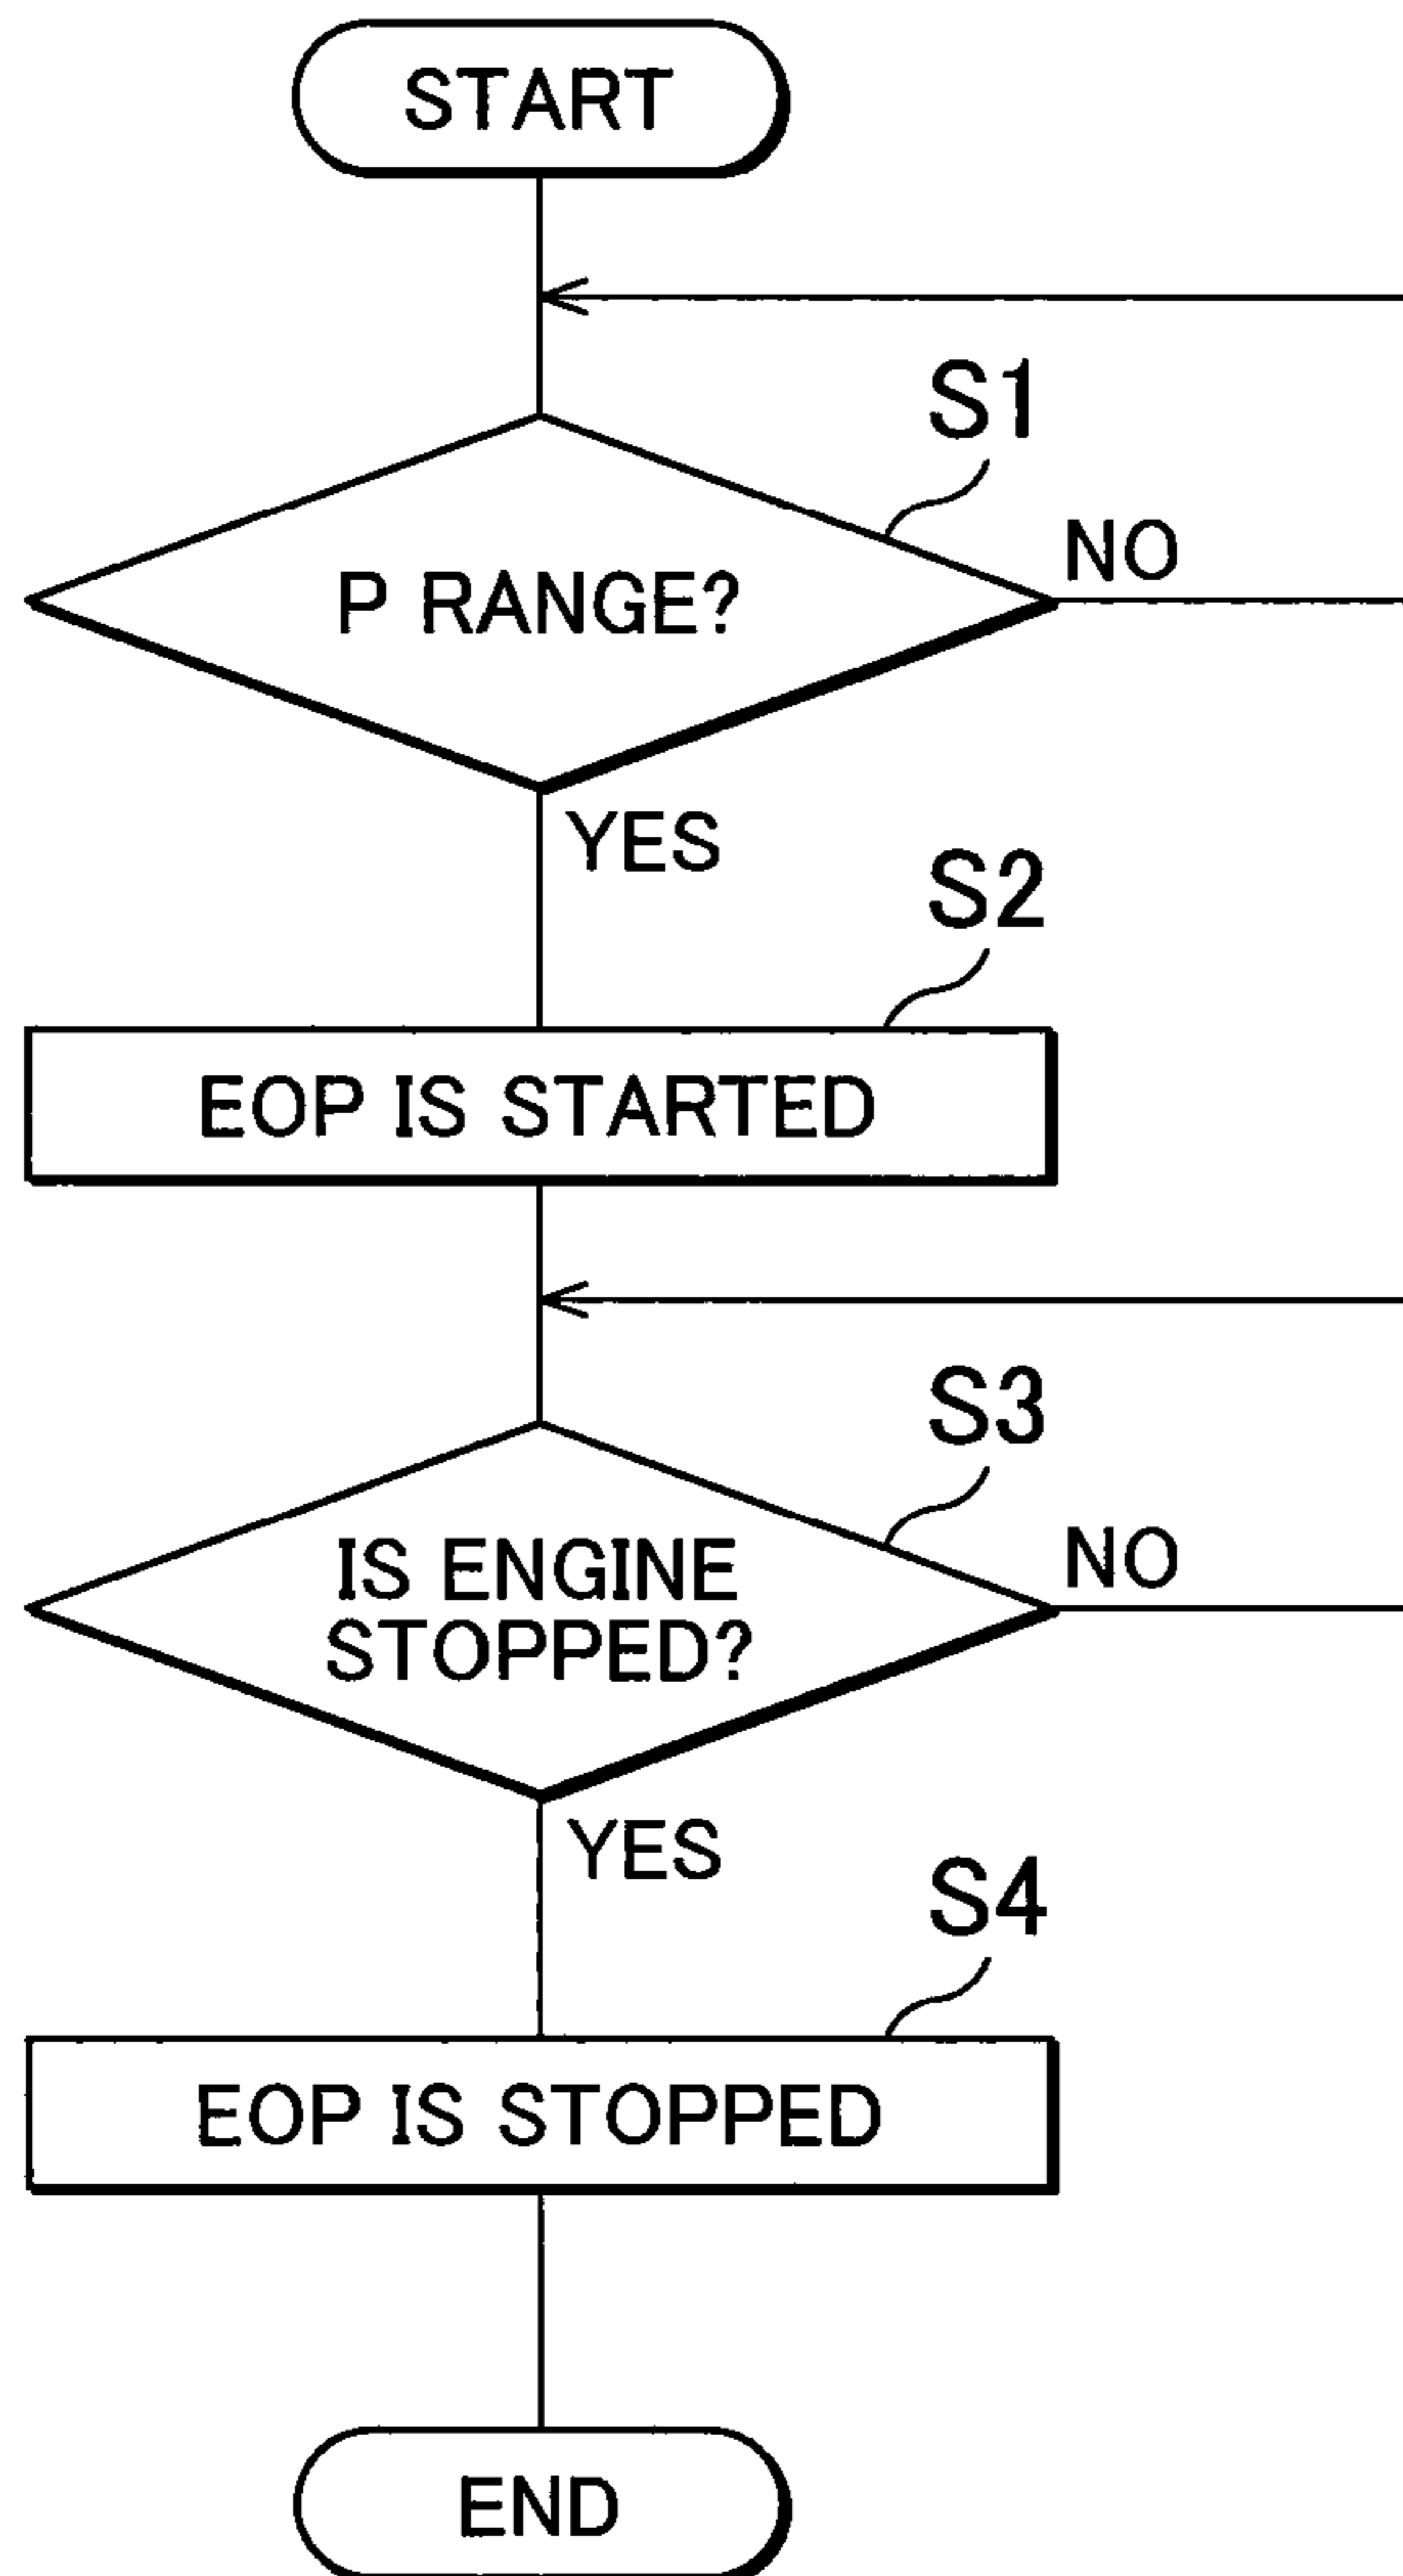 START
S1
P RANGE?
NO
YES
S2
EOP IS STARTED
S3
IS ENGINE
STOPPED?
NO
YES
S4
EOP IS STOPPED
END